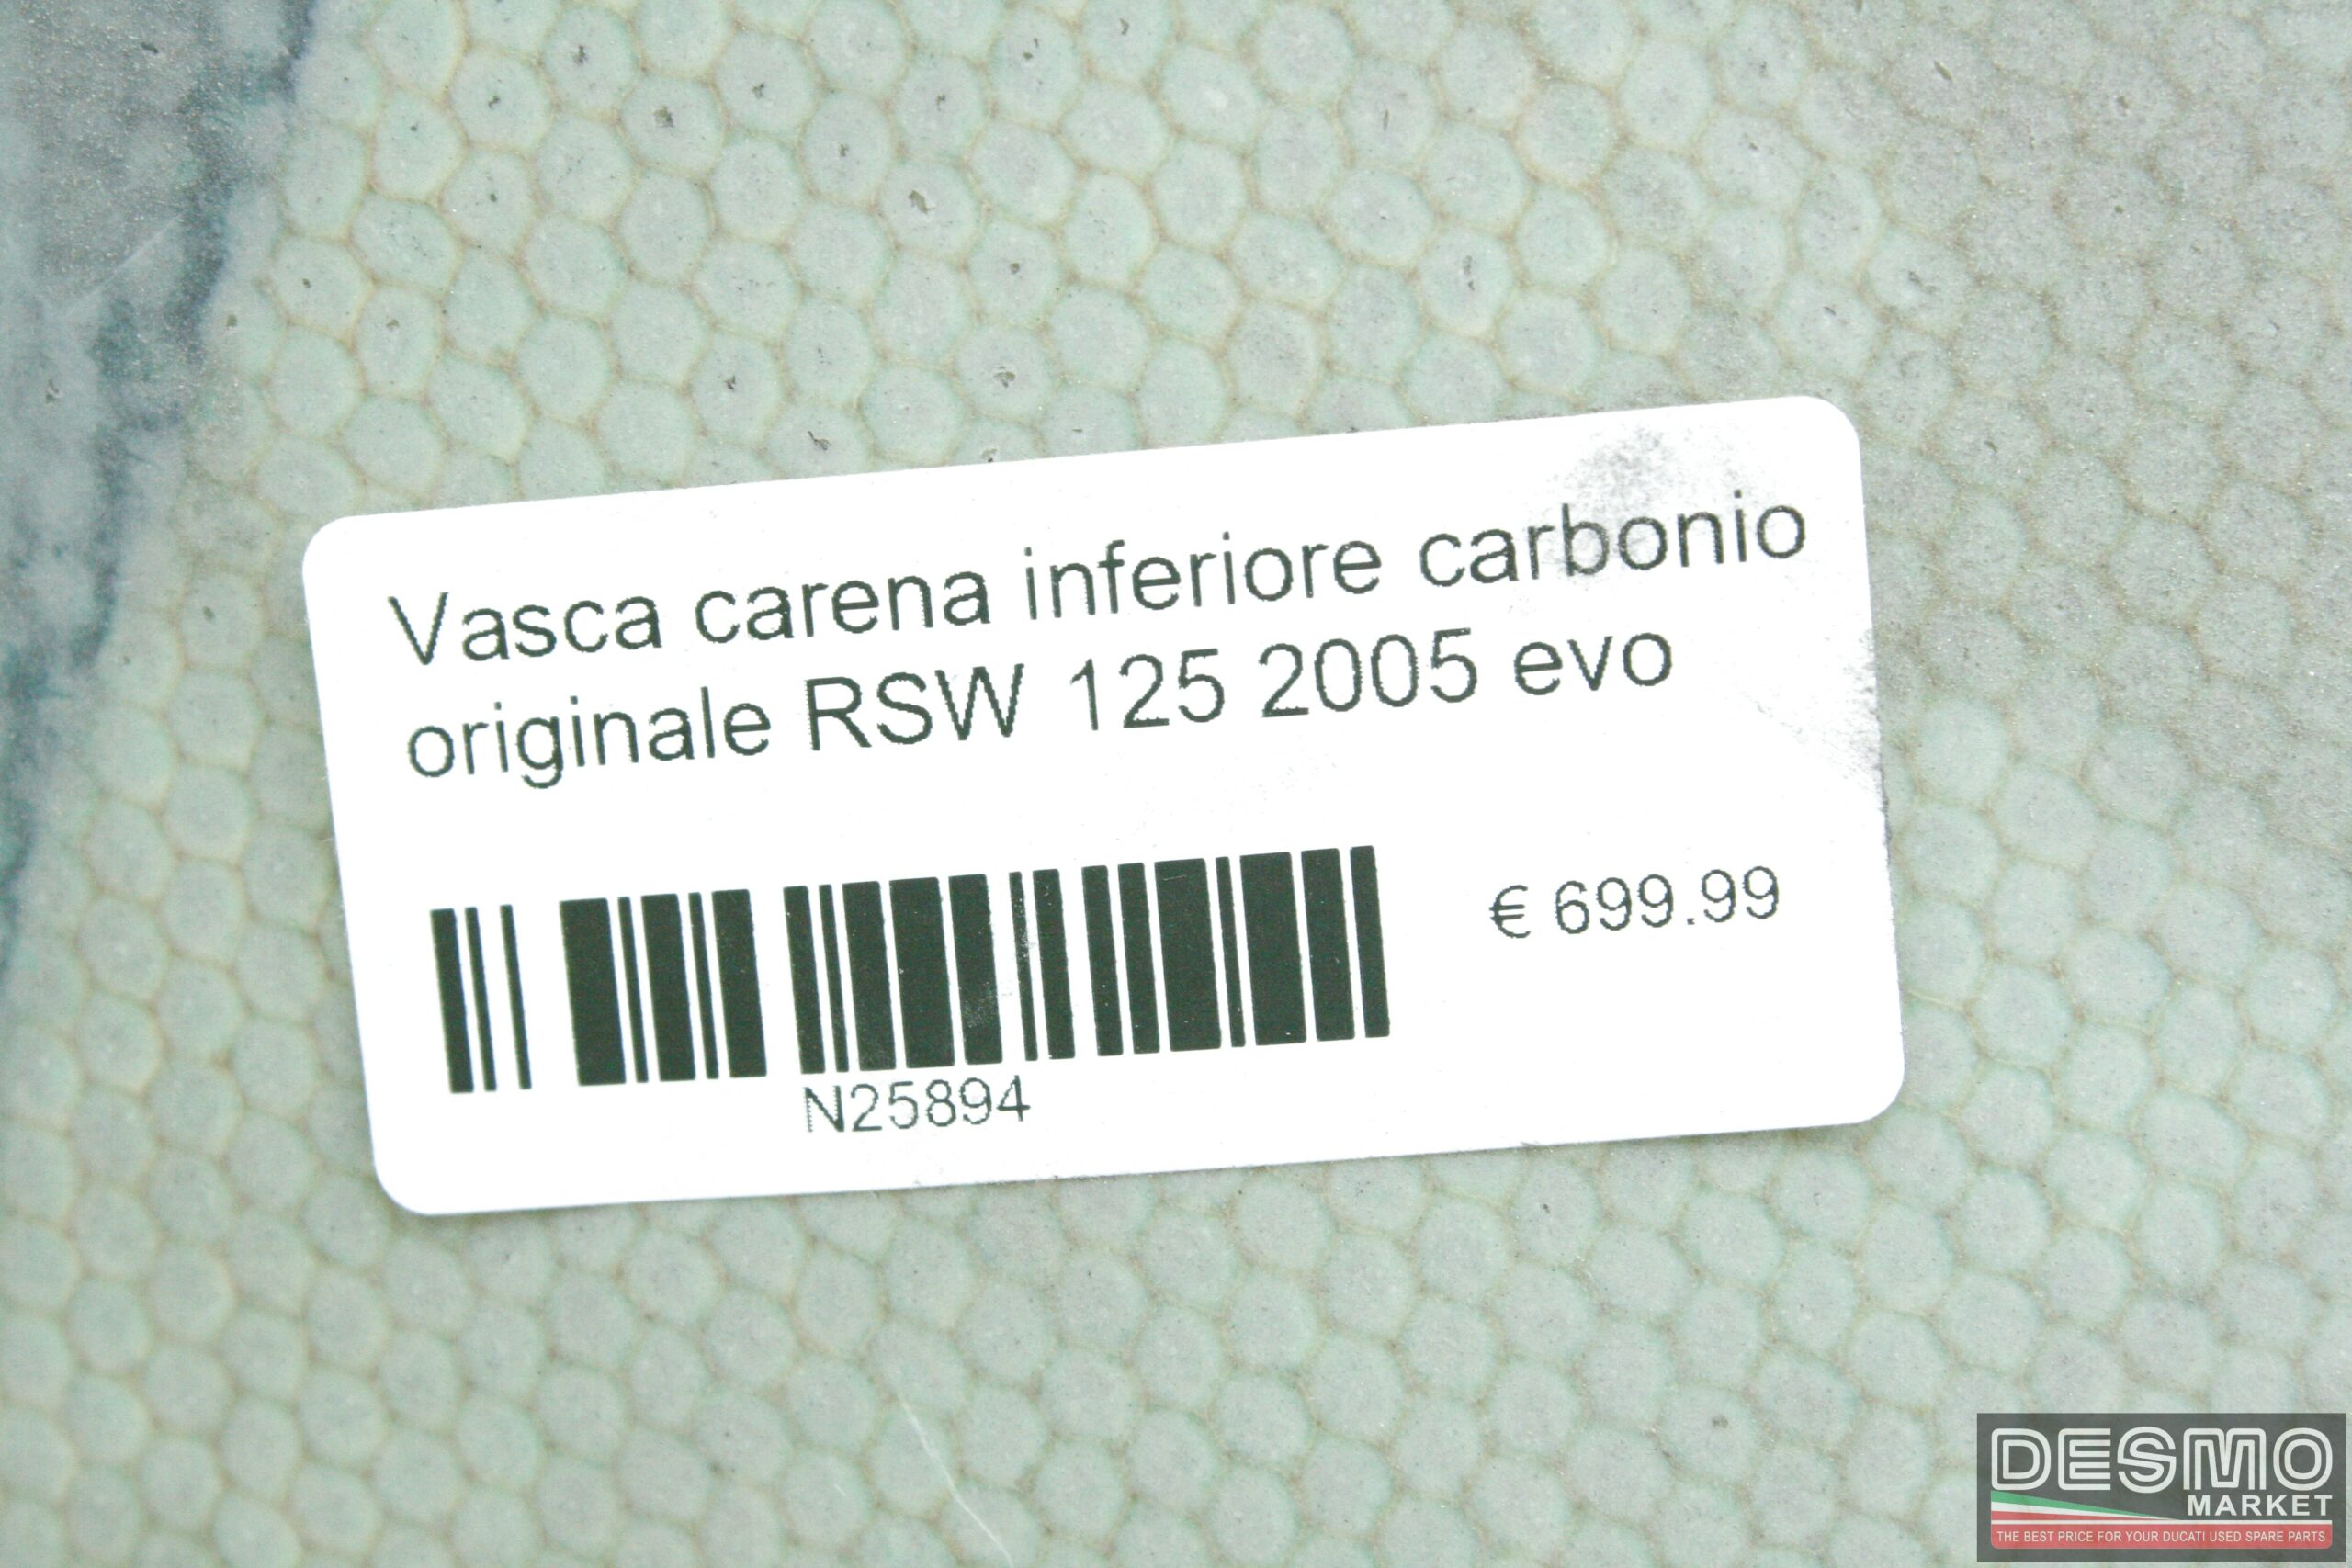 Vasca carena inferiore carbonio
originale RSW 125 2005 evo
€ 699.99
N25894
DESMO
MARKET
THE BEST PRICE FOR YOUR DUCATI USED SPARE PARTS